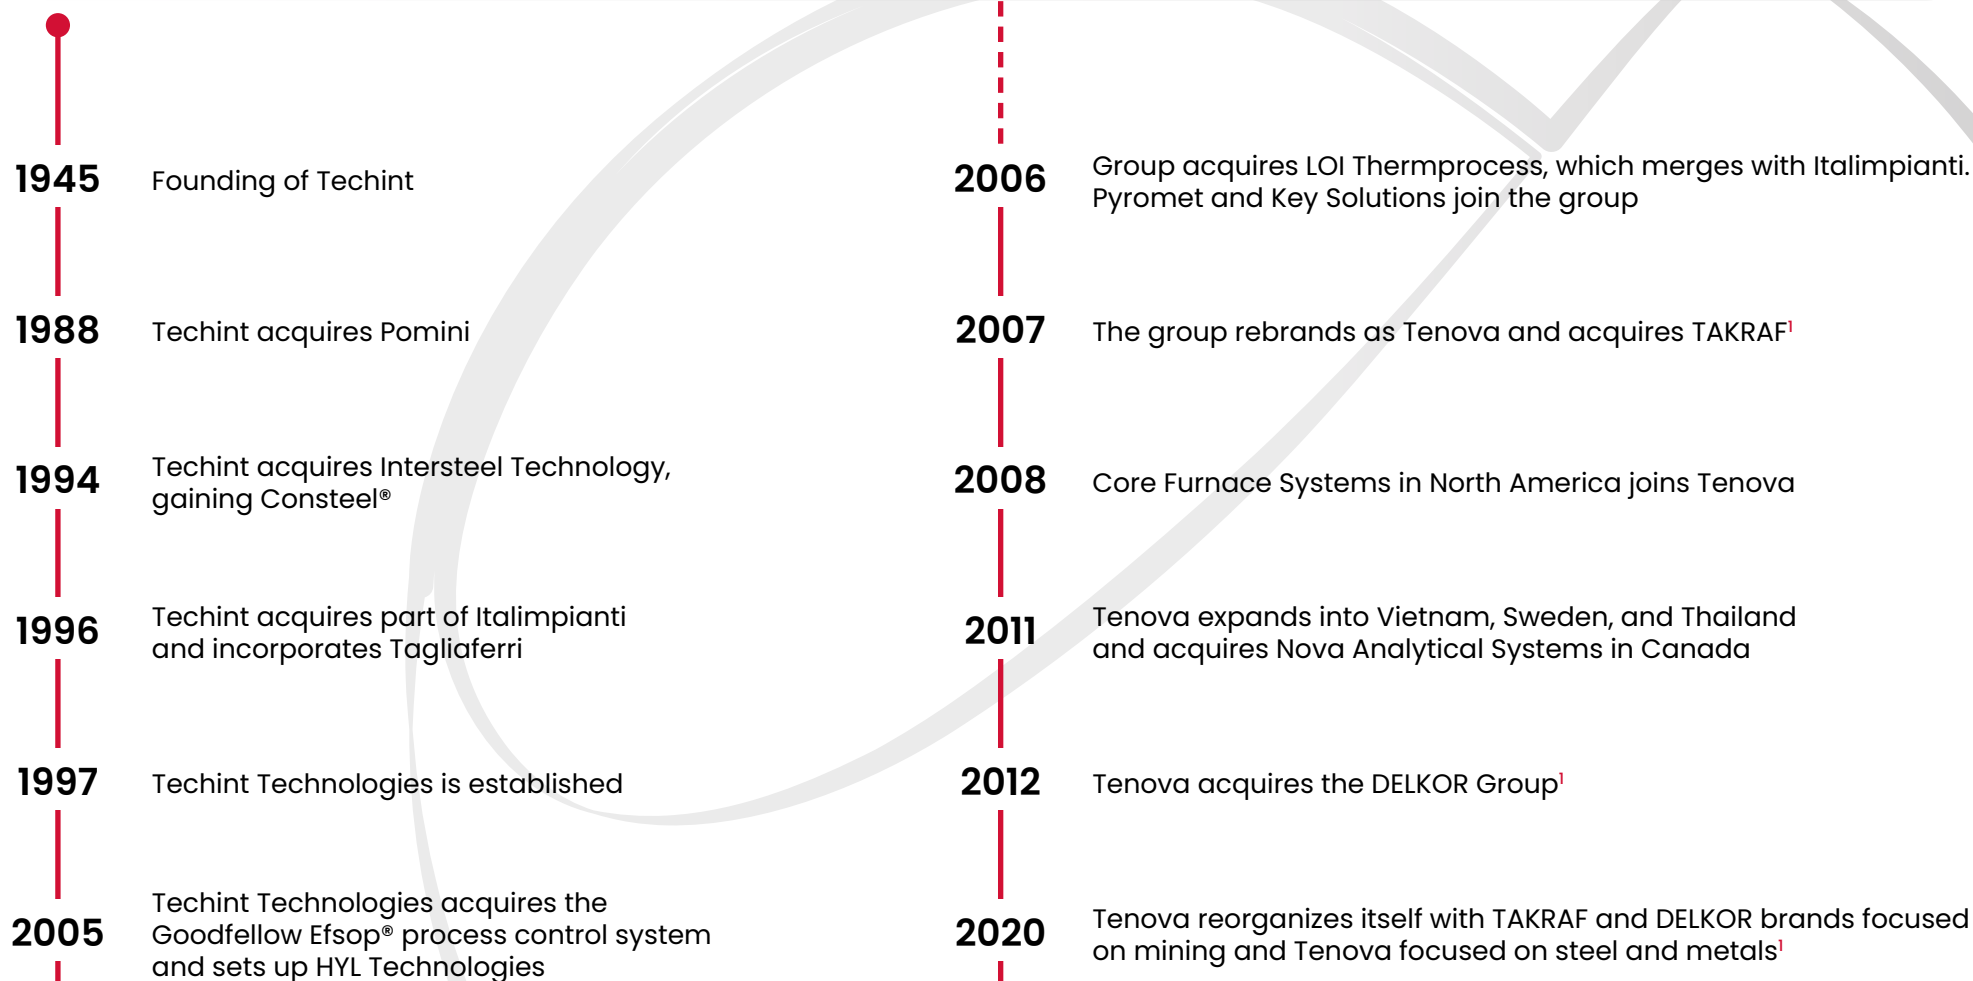 1945
Founding of Techint
1988
Techint acquires Pomini
1994
Techint acquires Intersteel Technology,
gaining Consteel®
1996
Techint acquires part of Italimpianti
and incorporates Tagliaferri
1997
Techint Technologies is established
2005
Techint Technologies acquires the
Goodfellow Efsop® process control system
and sets up HYL Technologies
2006
Group acquires LOI Thermprocess, which merges with Italimpianti.
Pyromet and Key Solutions join the group
2007
The group rebrands as Tenova and acquires TAKRAF¹
2008
Core Furnace Systems in North America joins Tenova
2011
Tenova expands into Vietnam, Sweden, and Thailand
and acquires Nova Analytical Systems in Canada
2012
Tenova acquires the DELKOR Group¹
2020
Tenova reorganizes itself with TAKRAF and DELKOR brands focused
on mining and Tenova focused on steel and metals¹